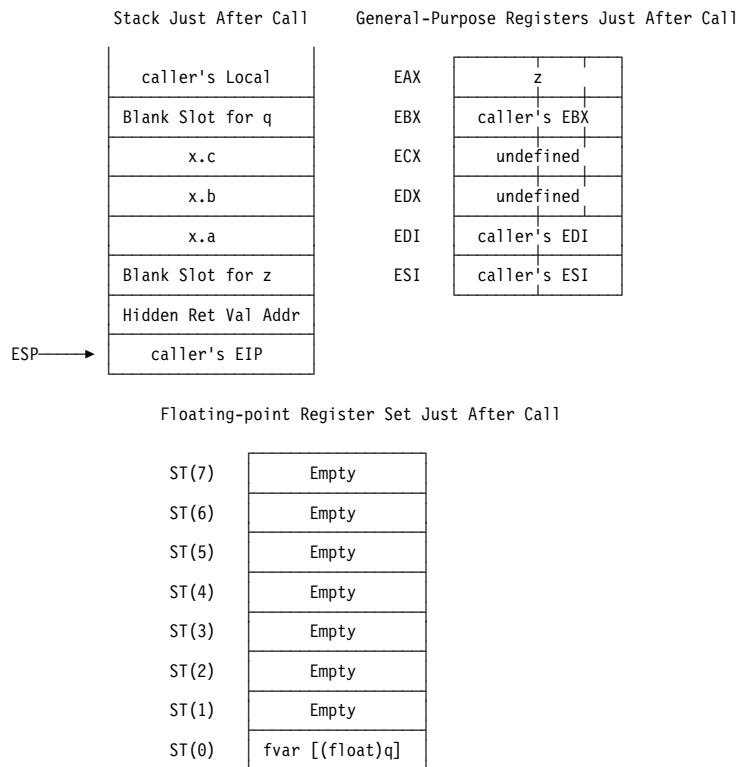 Stack Just After Call
General-Purpose Registers Just After Call
caller's Local
EAX
z
Blank Slot for q
EBX
caller's EBX
x.c
ECX
undefined
x.b
EDX
undefined
x.a
EDI
caller's EDI
Blank Slot for z
ESI
caller's ESI
Hidden Ret Val Addr
ESP
caller's EIP
Floating-point Register Set Just After Call
ST(7)
Empty
ST(6)
Empty
ST(5)
Empty
ST(4)
Empty
ST(3)
Empty
ST(2)
Empty
ST(1)
Empty
ST(0)
fvar [(float)q]